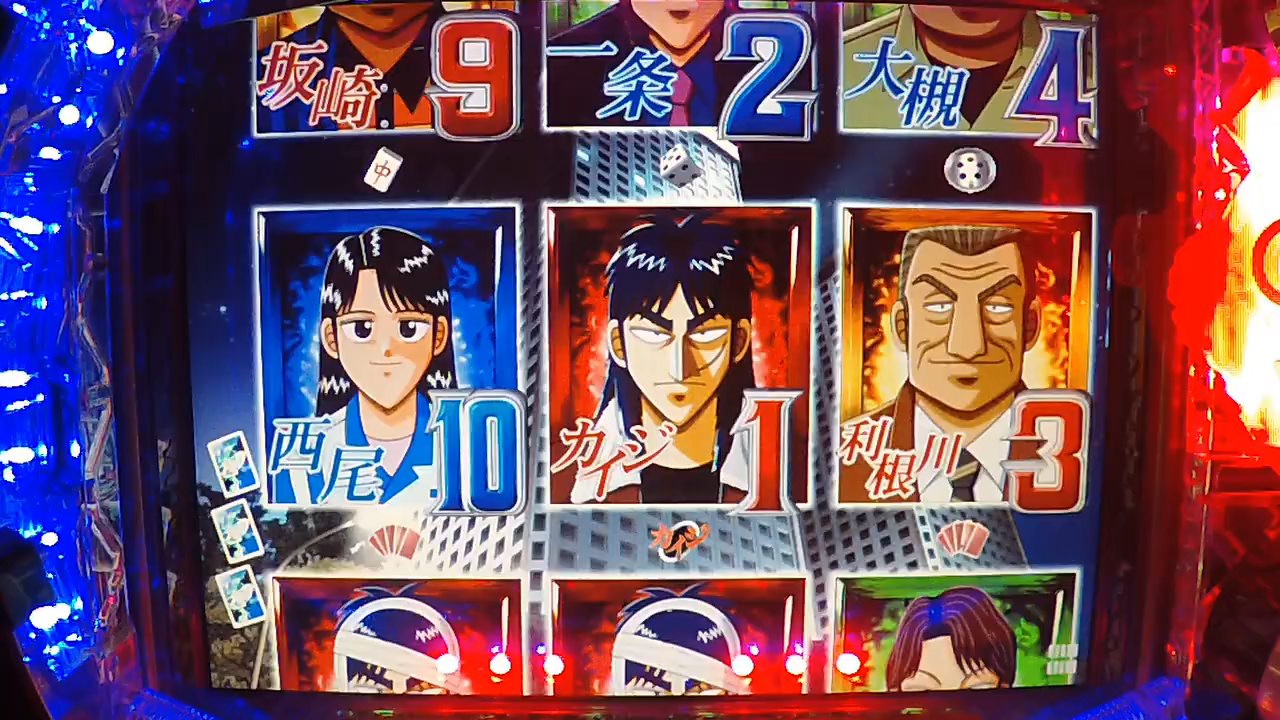 坂崎 9
一条 2
大槻 4
中
西尾 10
カイジ 1
利根川 3
カイジ